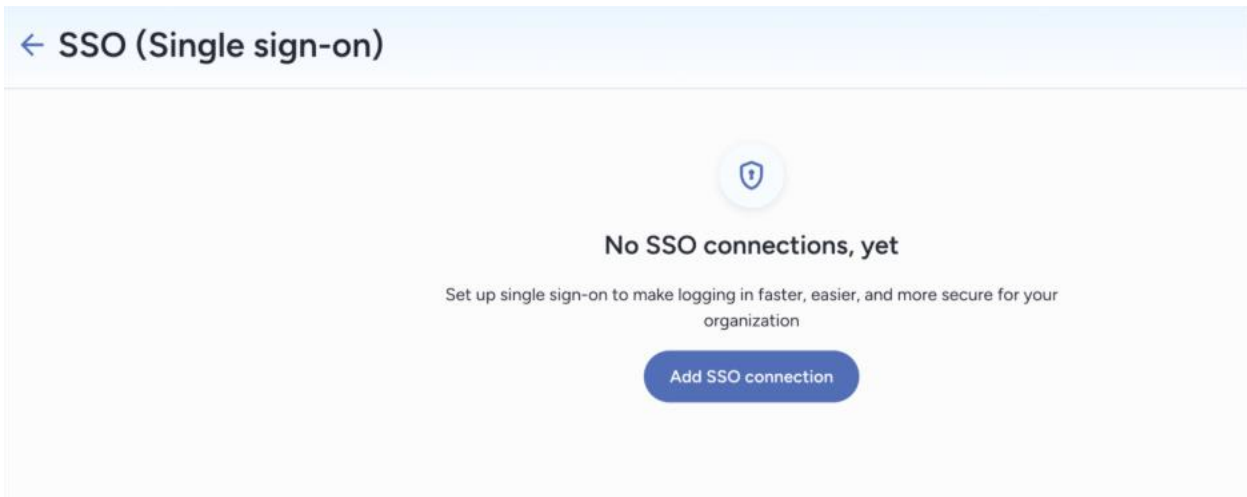 SSO (Single sign-on)
No SSO connections, yet
Set up single sign-on to make logging in faster, easier, and more secure for your
organization
Add SSO connection